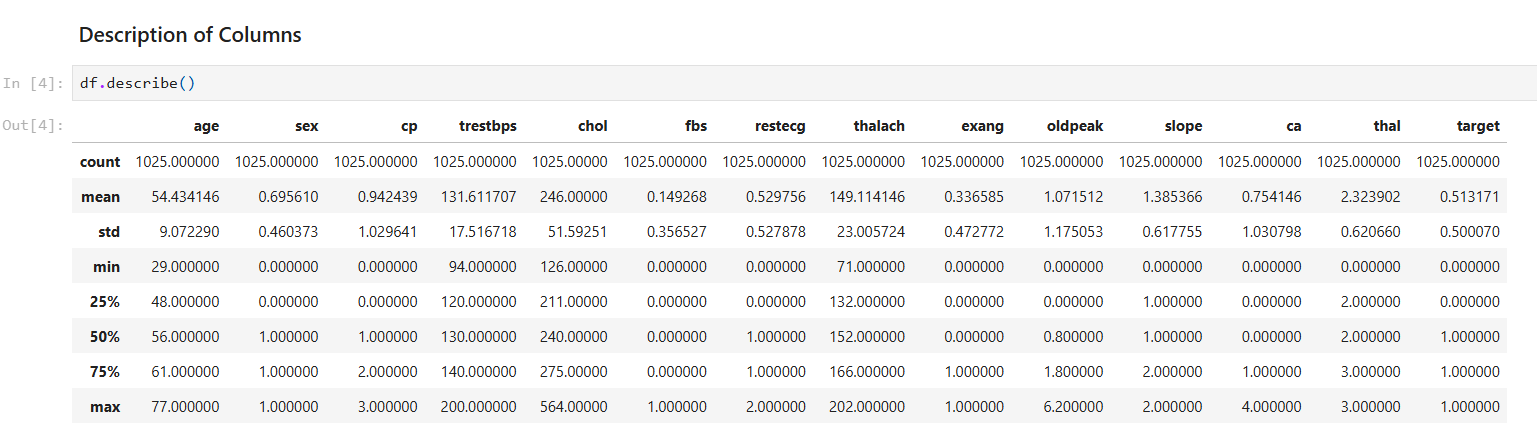 Description of Columns
In [4]: df.describe()
Out[4]: age sex cp trestbps chol fbs restecg thalach exang oldpeak slope ca thal target
count 1025.000000 1025.000000 1025.000000 1025.000000 1025.00000 1025.000000 1025.000000 1025.000000 1025.000000 1025.000000 1025.000000 1025.000000 1025.000000 1025.000000
mean 54.434146 0.695610 0.942439 131.611707 246.00000 0.149268 0.529756 149.114146 0.336585 1.071512 1.385366 0.754146 2.323902 0.513171
std 9.072290 0.460373 1.029641 17.516718 51.59251 0.356527 0.527878 23.005724 0.472772 1.175053 0.617755 1.030798 0.620660 0.500070
min 29.000000 0.000000 0.000000 94.000000 126.00000 0.000000 0.000000 71.000000 0.000000 0.000000 0.000000 0.000000 0.000000 0.000000
25% 48.000000 0.000000 0.000000 120.000000 211.00000 0.000000 0.000000 132.000000 0.000000 0.000000 1.000000 0.000000 2.000000 0.000000
50% 56.000000 1.000000 1.000000 130.000000 240.00000 0.000000 1.000000 152.000000 0.000000 0.800000 1.000000 0.000000 2.000000 1.000000
75% 61.000000 1.000000 2.000000 140.000000 275.00000 0.000000 1.000000 166.000000 1.000000 1.800000 2.000000 1.000000 3.000000 1.000000
max 77.000000 1.000000 3.000000 200.000000 564.00000 1.000000 2.000000 202.000000 1.000000 6.200000 2.000000 4.000000 3.000000 1.000000